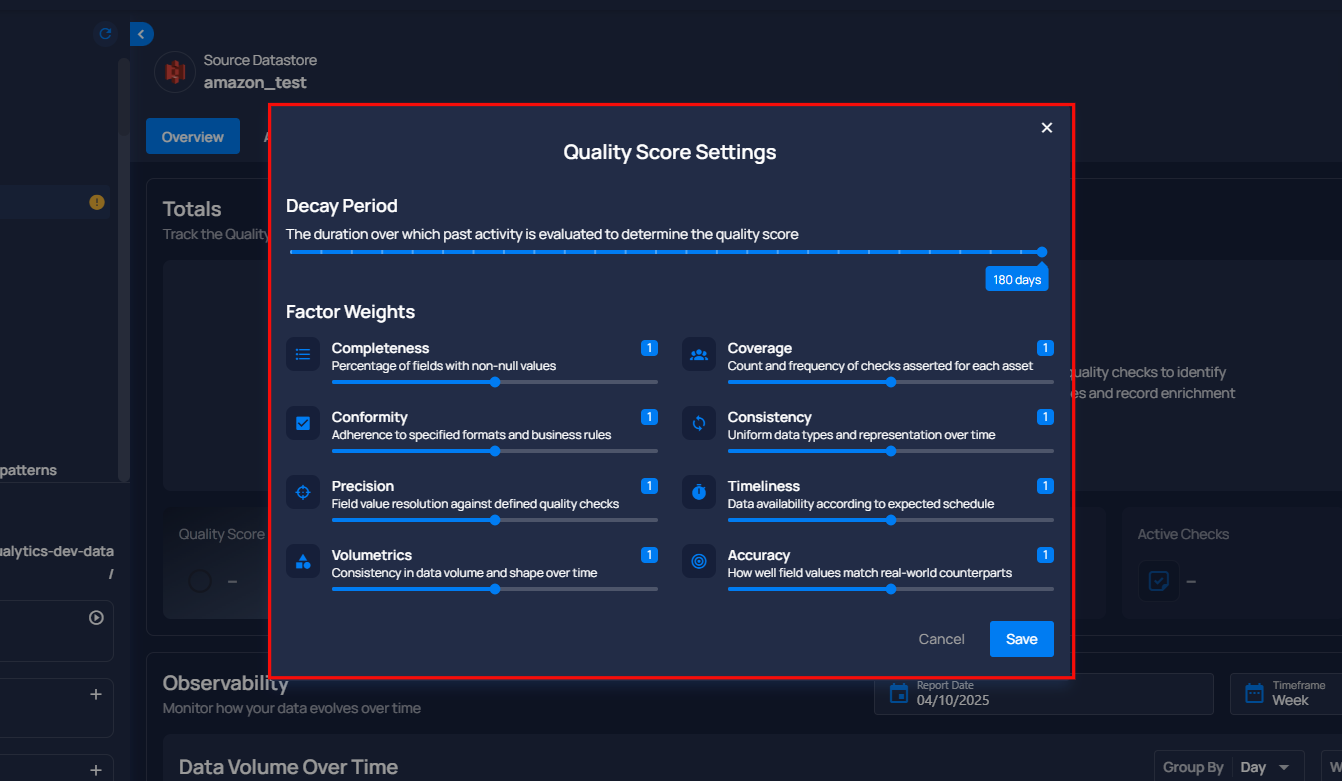 Source Datastore
amazon_test
Overview
Quality Score Settings
Decay Period
The duration over which past activity is evaluated to determine the quality score
180 days
Factor Weights
Completeness 1
Percentage of fields with non-null values
Coverage 1
Count and frequency of checks asserted for each asset
Conformity 1
Adherence to specified formats and business rules
Consistency 1
Uniform data types and representation over time
Precision 1
Field value resolution against defined quality checks
Timeliness 1
Data availability according to expected schedule
Volumetrics 1
Consistency in data volume and shape over time
Accuracy 1
How well field values match real-world counterparts
Cancel
Save
Totals
Track the Quality
quality checks to identify
and record enrichment
patterns
alytics-dev-data
/
Quality Score
–
Active Checks
–
Observability
Monitor how your data evolves over time
Report Date
04/10/2025
Timeframe
Week
Data Volume Over Time
Group By Day